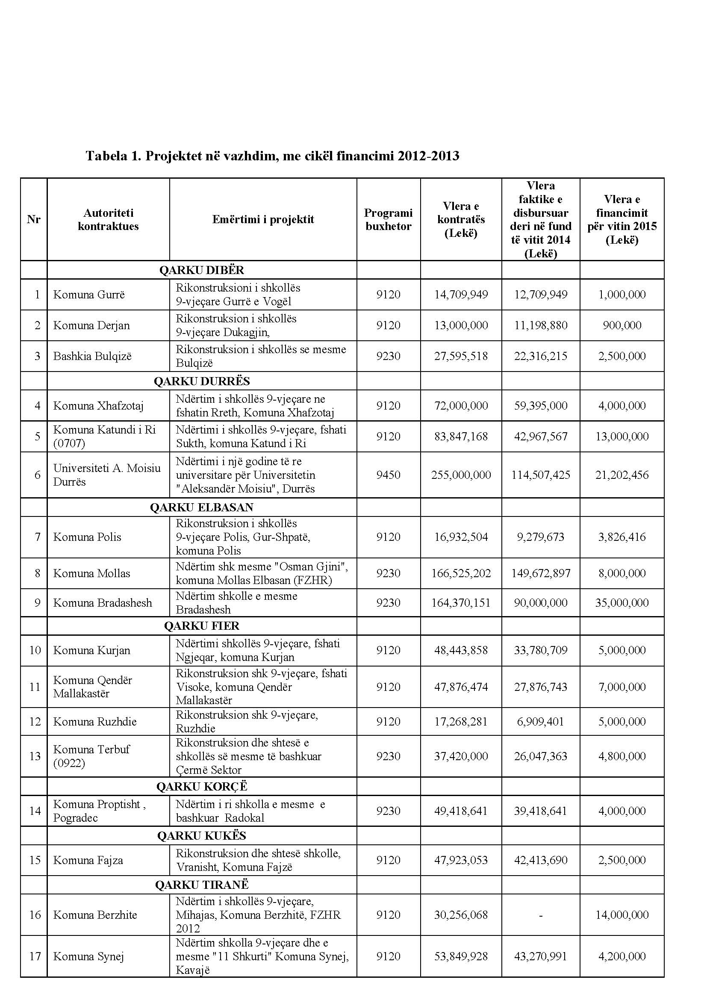 Tabela 1. Projektet në vazhdim, me cikël financimi 2012-2013
Nr
Autoriteti
kontraktues
Emërtimi i projektit
Programi
buxhetor
Vlera e
kontratës
(Lekë)
Vlera
faktike e
disbursuar
deri në fund
të vitit 2014
(Lekë)
Vlera e
financimit
për vitin 2015
(Lekë)
QARKU DIBËR
1
Komuna Gurrë
Rikonstruksioni i shkollës
9-vjeçare Gurrë e Vogël
9120
14,709,949
12,709,949
1,000,000
2
Komuna Derjan
Rikonstruksion i shkollës
9-vjeçare Dukagjin,
9120
13,000,000
11,198,880
900,000
3
Bashkia Bulqizë
Rikonstruksion i shkollës se mesme
Bulqizë
9230
27,595,518
22,316,215
2,500,000
QARKU DURRËS
4
Komuna Xhafzotaj
Ndërtim i shkollës 9-vjeçare ne
fshatin Rreth, Komuna Xhafzotaj
9120
72,000,000
59,395,000
4,000,000
5
Komuna Katundi i Ri
(0707)
Ndërtimi i shkollës 9-vjeçare, fshati
Sukth, komuna Katund i Ri
9120
83,847,168
42,967,567
13,000,000
6
Universiteti A. Moisiu
Durrës
Ndërtimi i një godine të re
universitare për Universitetin
"Aleksandër Moisiu", Durrës
9450
255,000,000
114,507,425
21,202,456
QARKU ELBASAN
7
Komuna Polis
Rikonstruksion i shkollës
9-vjeçare Polis, Gur-Shpatë,
komuna Polis
9120
16,932,504
9,279,673
3,826,416
8
Komuna Mollas
Ndërtim shk mesme "Osman Gjini",
komuna Mollas Elbasan (FZHR)
9230
166,525,202
149,672,897
8,000,000
9
Komuna Bradashesh
Ndërtim shkolle e mesme
Bradashesh
9230
164,370,151
90,000,000
35,000,000
QARKU FIER
10
Komuna Kurjan
Ndërtimi shkollës 9-vjeçare, fshati
Ngjeqar, komuna Kurjan
9120
48,443,858
33,780,709
5,000,000
11
Komuna Qendër
Mallakastër
Rikonstruksion shk 9-vjeçare, fshati
Visoke, komuna Qendër
Mallakastër
9120
47,876,474
27,876,743
7,000,000
12
Komuna Ruzhdie
Rikonstruksion shk 9-vjeçare,
Ruzhdie
9120
17,268,281
6,909,401
5,000,000
13
Komuna Terbuf
(0922)
Rikonstruksion dhe shtesë e
shkollës së mesme të bashkuar
Çermë Sektor
9230
37,420,000
26,047,363
4,800,000
QARKU KORÇË
14
Komuna Proptisht ,
Pogradec
Ndërtim i ri shkolla e mesme e
bashkuar Radokal
9230
49,418,641
39,418,641
4,000,000
QARKU KUKËS
15
Komuna Fajza
Rikonstruksion dhe shtesë shkolle,
Vranisht, Komuna Fajzë
9120
47,923,053
42,413,690
2,500,000
QARKU TIRANË
16
Komuna Berzhite
Ndërtim i shkollës 9-vjeçare,
Mihajas, Komuna Berzhitë, FZHR
2012
9120
30,256,068
-
14,000,000
17
Komuna Synej
Ndërtim shkolla 9-vjeçare dhe e
mesme "11 Shkurti" Komuna Synej,
Kavajë
9120
53,849,928
43,270,991
4,200,000